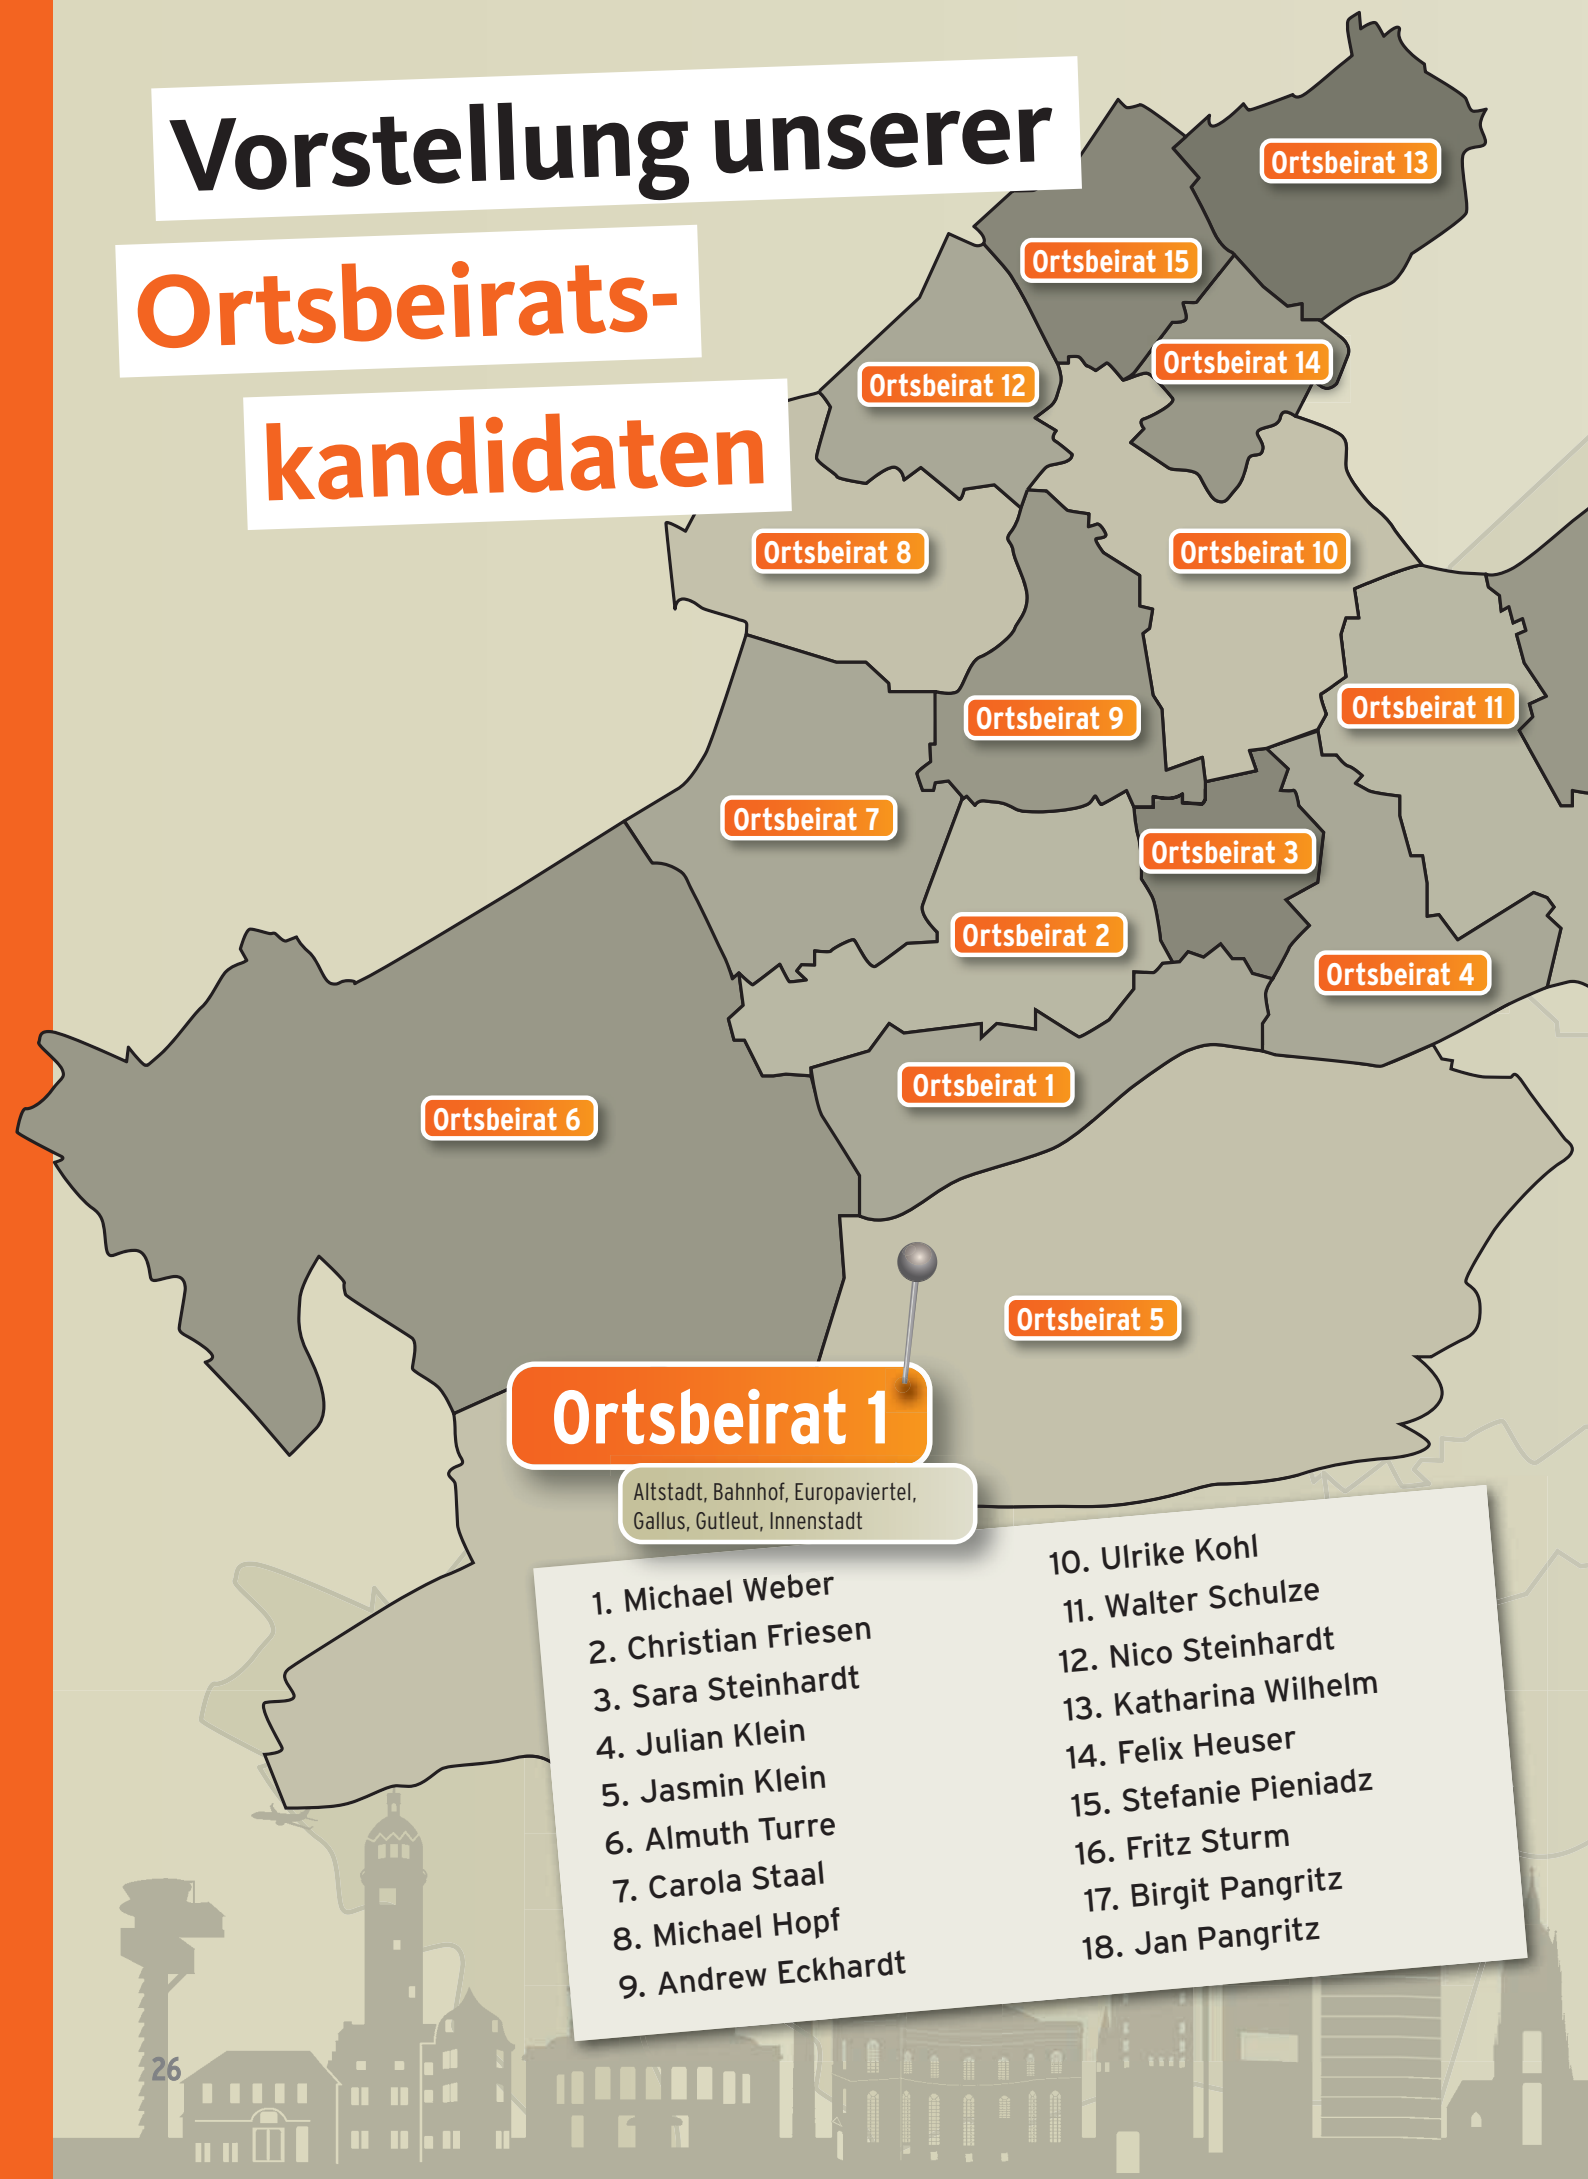 Vorstellung unserer
Ortsbeirats-
kandidaten
Ortsbeirat 13
Ortsbeirat 15
Ortsbeirat 14
Ortsbeirat 12
Ortsbeirat 8
Ortsbeirat 10
Ortsbeirat 11
Ortsbeirat 9
Ortsbeirat 7
Ortsbeirat 3
Ortsbeirat 2
Ortsbeirat 4
Ortsbeirat 1
Ortsbeirat 6
Ortsbeirat 5
Ortsbeirat 1
Altstadt, Bahnhof, Europaviertel,
Gallus, Gutleut, Innenstadt
1. Michael Weber
2. Christian Friesen
3. Sara Steinhardt
4. Julian Klein
5. Jasmin Klein
6. Almuth Turre
7. Carola Staal
8. Michael Hopf
9. Andrew Eckhardt
10. Ulrike Kohl
11. Walter Schulze
12. Nico Steinhardt
13. Katharina Wilhelm
14. Felix Heuser
15. Stefanie Pieniadz
16. Fritz Sturm
17. Birgit Pangritz
18. Jan Pangritz
26